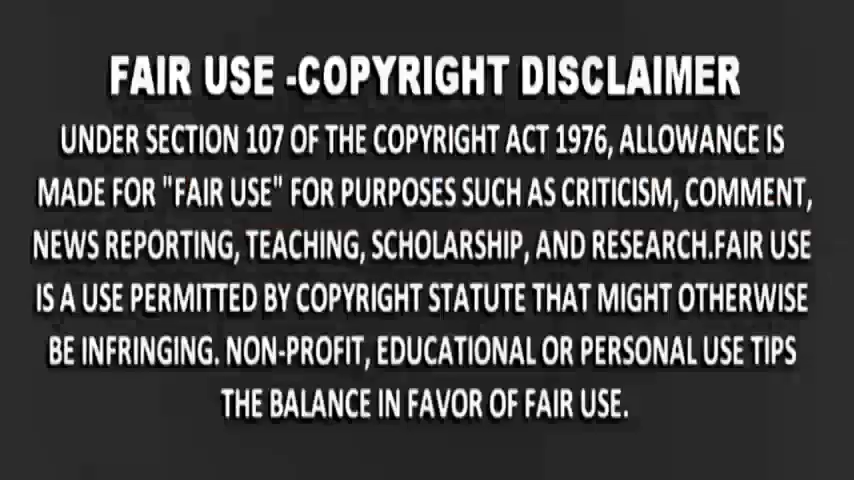 FAIR USE -COPYRIGHT DISCLAIMER
UNDER SECTION 107 OF THE COPYRIGHT ACT 1976, ALLOWANCE IS
MADE FOR "FAIR USE" FOR PURPOSES SUCH AS CRITICISM, COMMENT,
NEWS REPORTING, TEACHING, SCHOLARSHIP, AND RESEARCH.FAIR USE
IS A USE PERMITTED BY COPYRIGHT STATUTE THAT MIGHT OTHERWISE
BE INFRINGING. NON-PROFIT, EDUCATIONAL OR PERSONAL USE TIPS
THE BALANCE IN FAVOR OF FAIR USE.